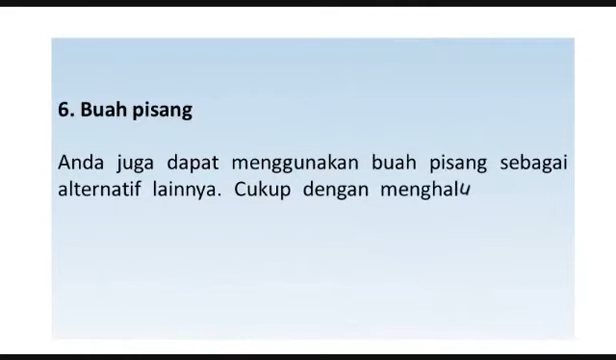 6. Buah pisang
Anda juga dapat menggunakan buah pisang sebagai
alternatif lainnya. Cukup dengan menghalu